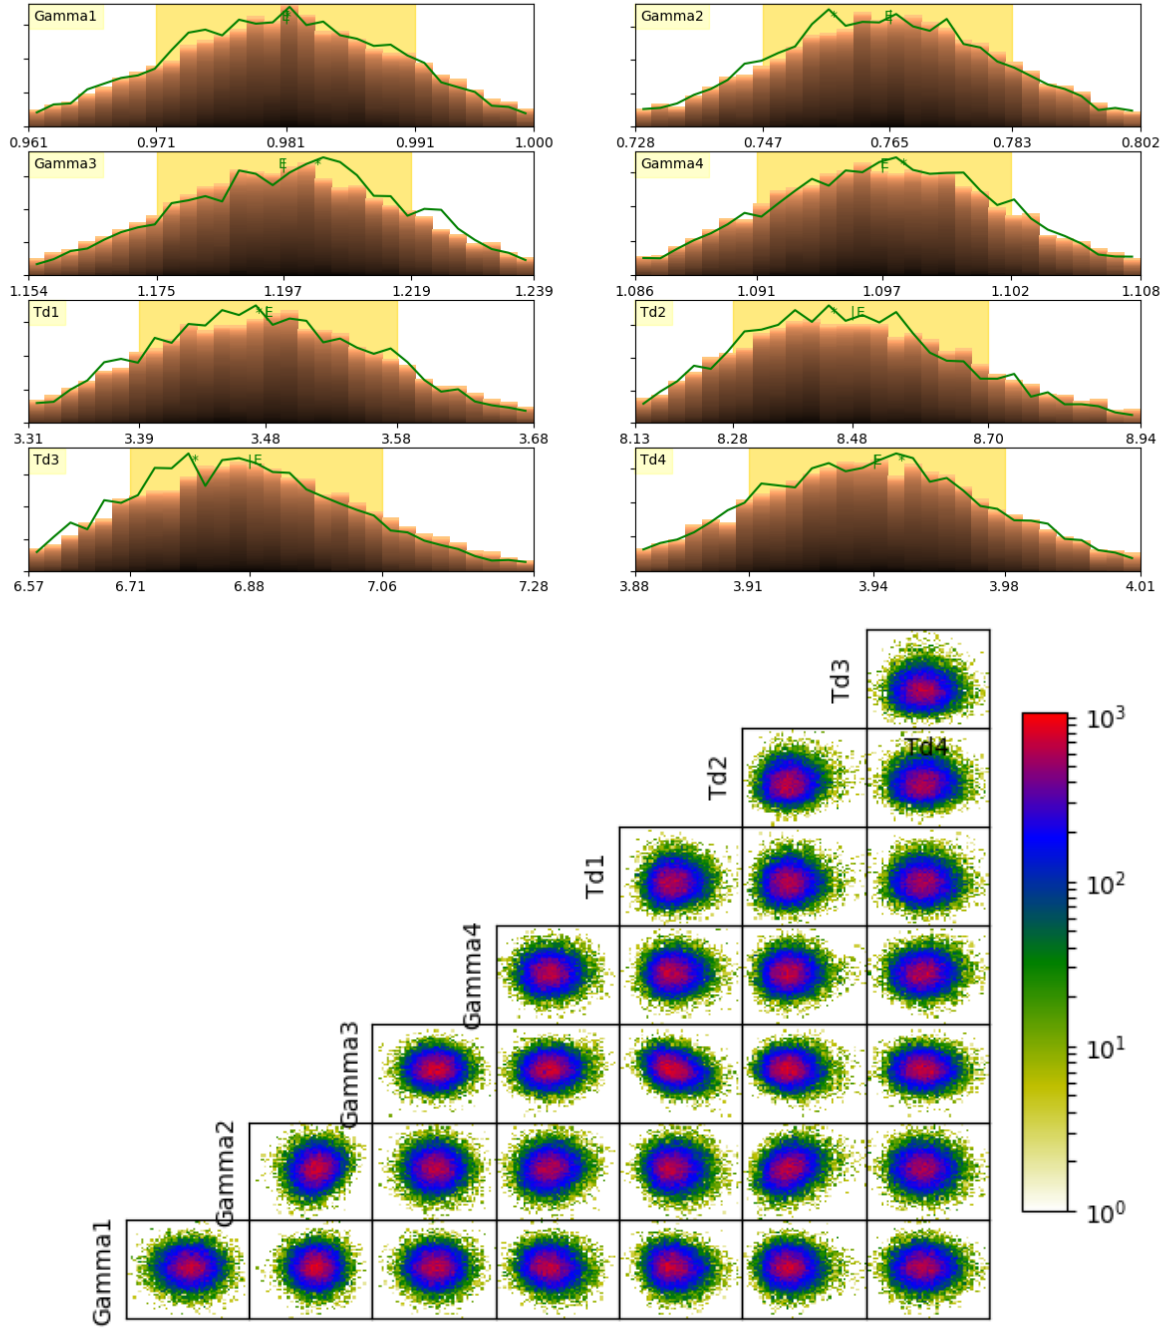 Gamma1
E
0.961 0.971 0.981 0.991 1.000
Gamma2
* E
0.728 0.747 0.765 0.783 0.802
Gamma3
E *
1.154 1.175 1.197 1.219 1.239
Gamma4
E *
1.086 1.091 1.097 1.102 1.108
Td1
* E
3.31 3.39 3.48 3.58 3.68
Td2
* |E
8.13 8.28 8.48 8.70 8.94
Td3
* |E
6.57 6.71 6.88 7.06 7.28
Td4
E *
3.88 3.91 3.94 3.98 4.01
Td3
Td4
Td2
Td1
Gamma4
Gamma3
Gamma2
Gamma1
10³
10²
10¹
10⁰